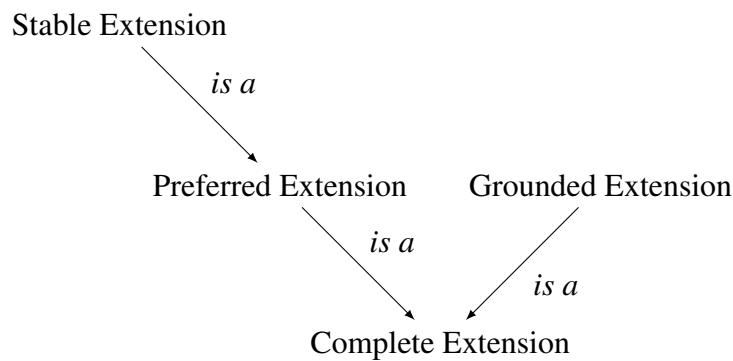 Stable Extension
is a
Preferred Extension
Grounded Extension
is a
is a
Complete Extension